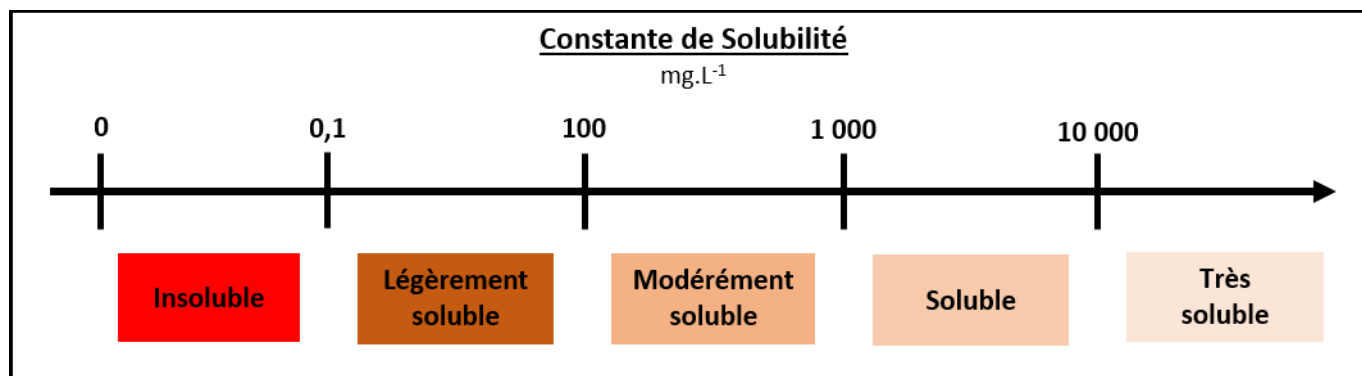 Constante de Solubilité
mg.L⁻¹
0 0,1 100 1 000 10 000
Insoluble
Légèrement
soluble
Modérément
soluble
Soluble
Très
soluble